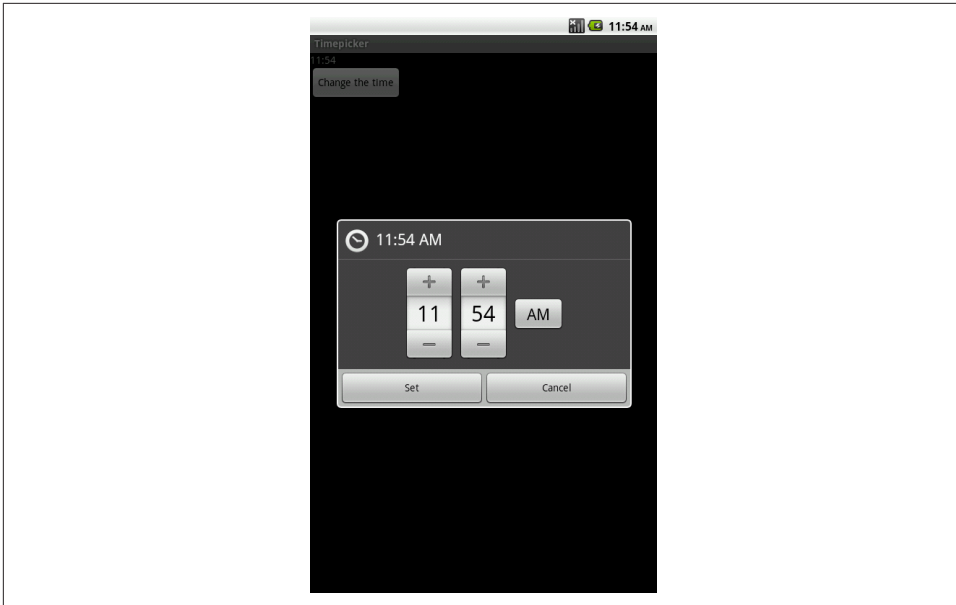 11:54 AM
Timepicker
11:54
Change the time
11:54 AM
+ +
11 54 AM
− −
Set Cancel